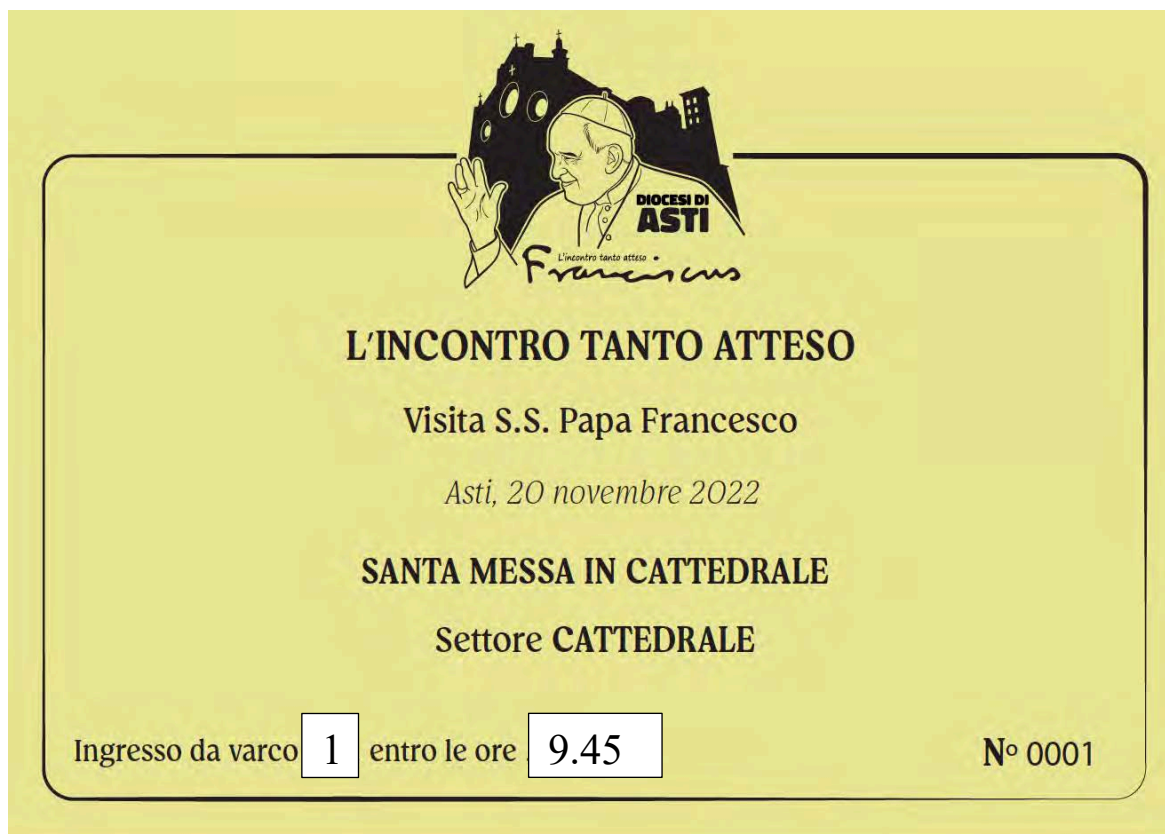 DIOCESI DI
ASTI
L'incontro tanto atteso
Franciscus
L'INCONTRO TANTO ATTESO
Visita S.S. Papa Francesco
Asti, 20 novembre 2022
SANTA MESSA IN CATTEDRALE
Settore CATTEDRALE
Ingresso da varco 1 entro le ore 9.45 Nº 0001